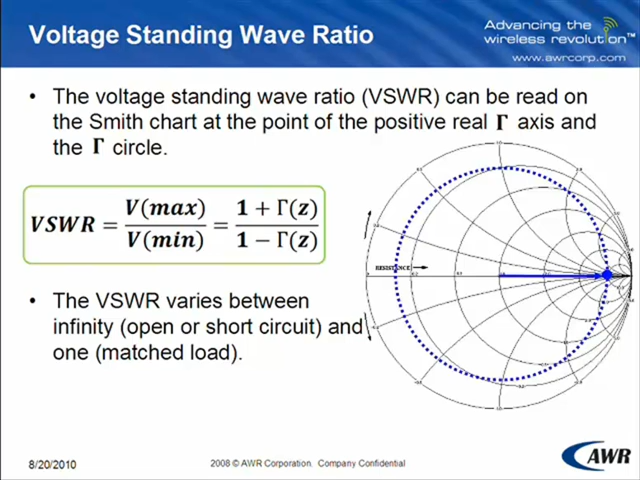 Voltage Standing Wave Ratio
Advancing the
wireless revolution™
www.awrcorp.com
• The voltage standing wave ratio (VSWR) can be read on
the Smith chart at the point of the positive real Γ axis and
the Γ circle.
VSWR = V(max) / V(min) = 1 + Γ(z) / 1 − Γ(z)
RESISTANCE
• The VSWR varies between
infinity (open or short circuit) and
one (matched load).
8/20/2010
2008 © AWR Corporation. Company Confidential
AWR